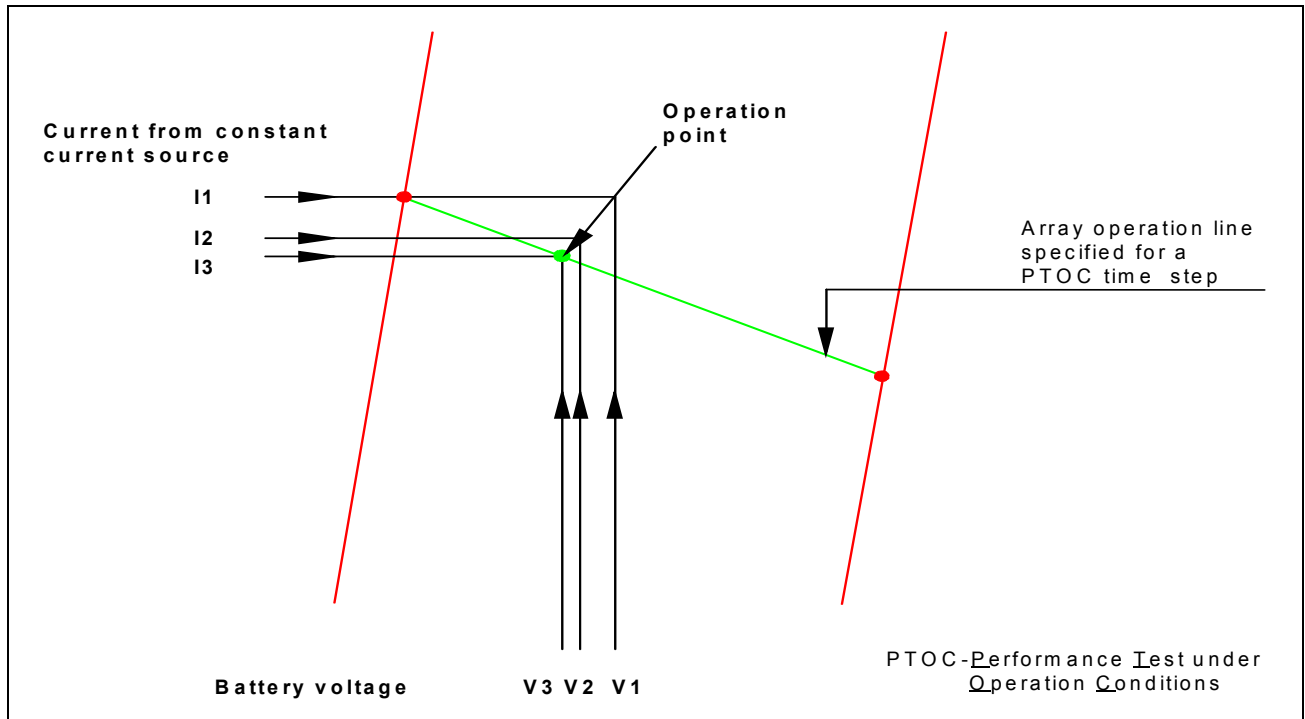 Current from constant
current source
I1
I2
I3
Operation
point
Array operation line
specified for a
PTOC time step
Battery voltage
V3 V2 V1
PTOC-Performance Test under
Operation Conditions